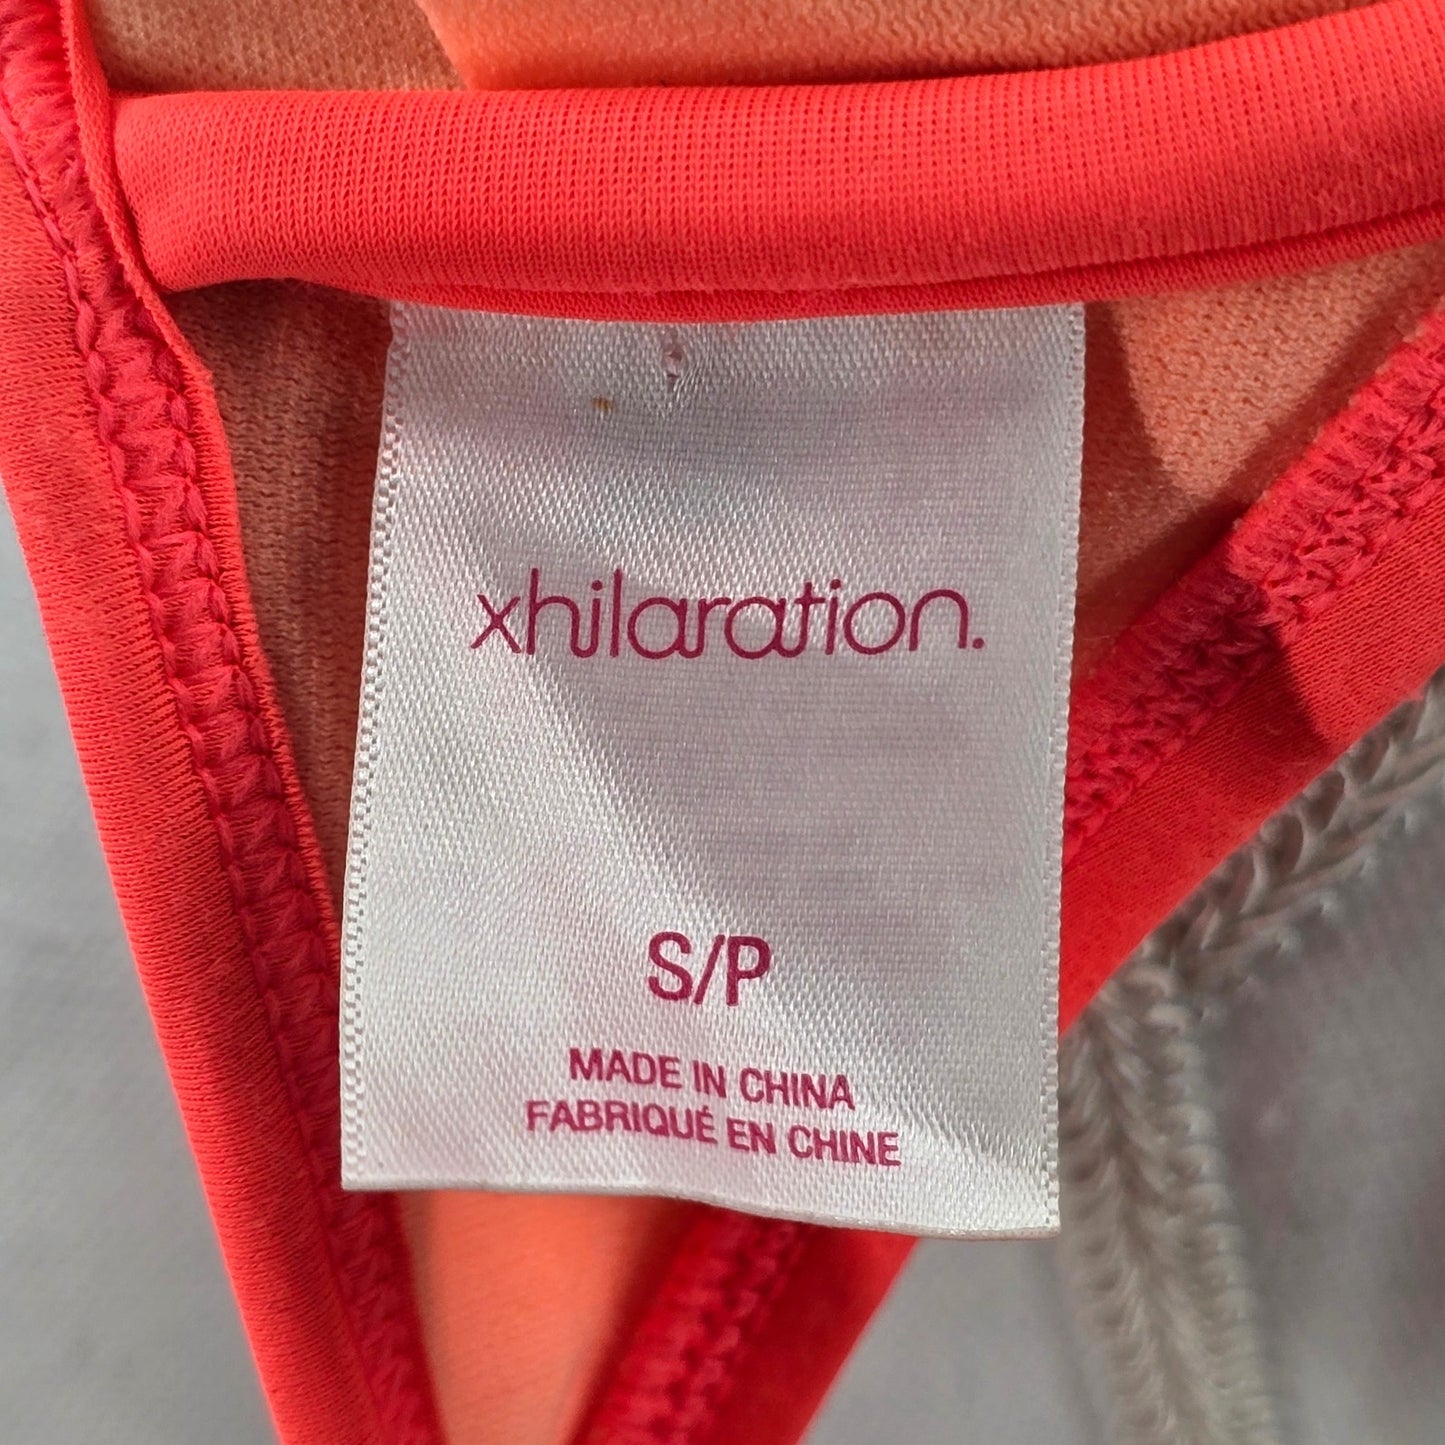 xhilaration.
S/P
MADE IN CHINA
FABRIQUÉ EN CHINE